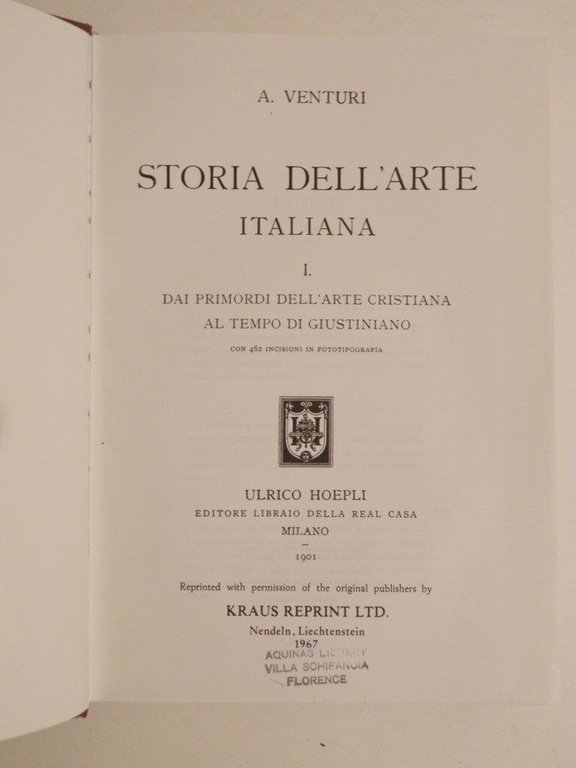 A. VENTURI
STORIA DELL'ARTE
ITALIANA
I.
DAI PRIMORDI DELL'ARTE CRISTIANA
AL TEMPO DI GIUSTINIANO
CON 462 INCISIONI IN FOTOTIPOGRAFIA
ULRICO HOEPLI
EDITORE LIBRAIO DELLA REAL CASA
MILANO
1901
Reprinted with permission of the original publishers by
KRAUS REPRINT LTD.
Nendeln, Liechtenstein
1967
AQUINAS LIBRARY
VILLA SCHIFANOIA
FLORENCE